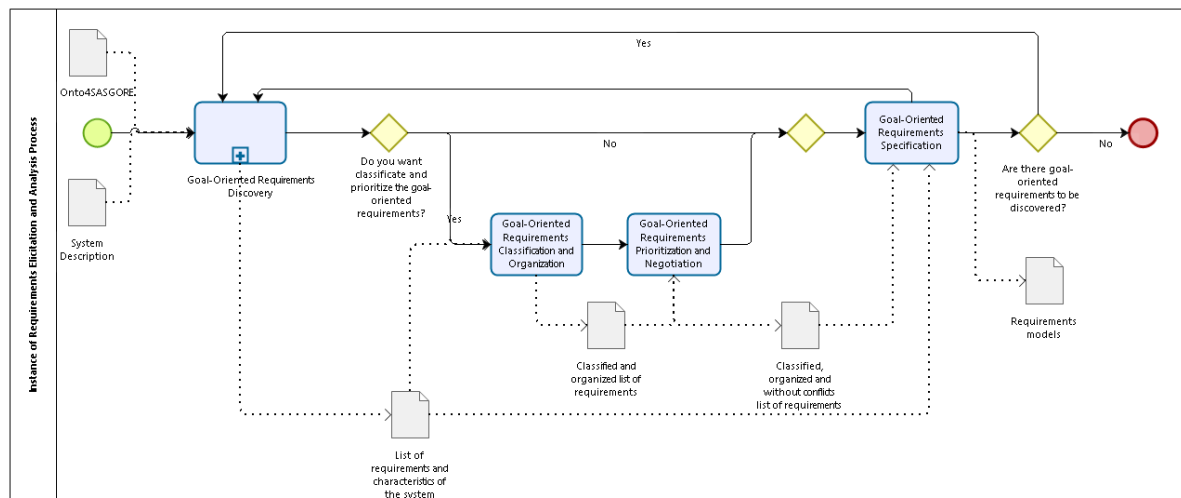 Instance of Requirements Elicitation and Analysis Process
Onto4SASGORE
System
Description
Goal-Oriented Requirements
Discovery
Do you want
classificate and
prioritize the goal-
oriented
requirements?
Yes
No
Yes
Goal-Oriented
Requirements
Classification and
Organization
Goal-Oriented
Requirements
Prioritization and
Negotiation
Goal-Oriented
Requirements
Specification
Are there goal-
oriented
requirements to be
discovered?
No
Classified and
organized list of
requirements
Classified,
organized and
without conflicts
list of requirements
Requirements
models
List of
requirements and
characteristics of
the system